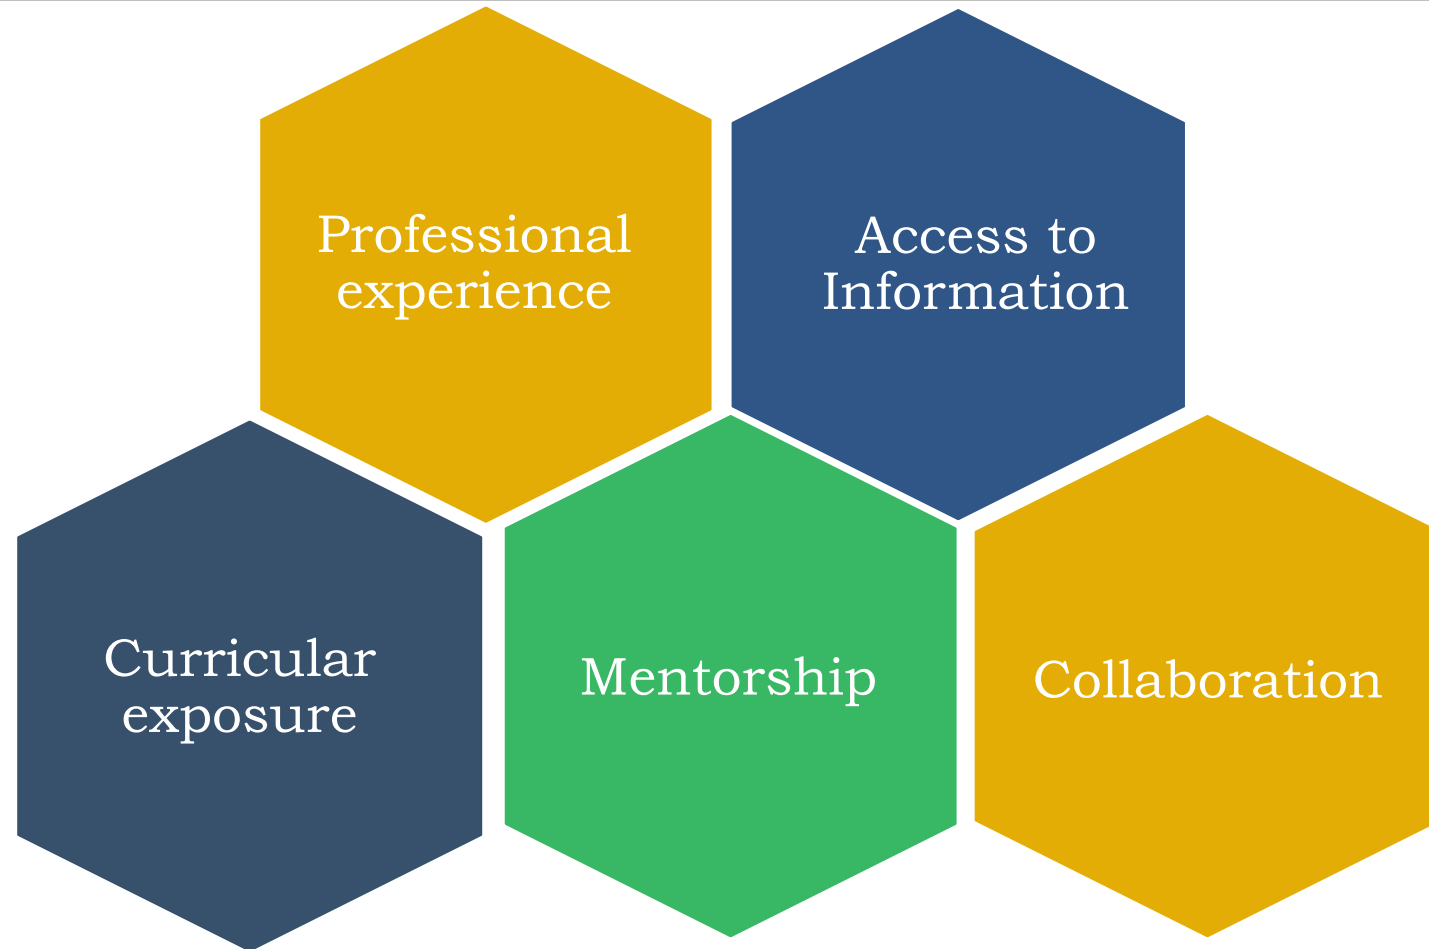 Professional
experience
Access to
Information
Curricular
exposure
Mentorship
Collaboration